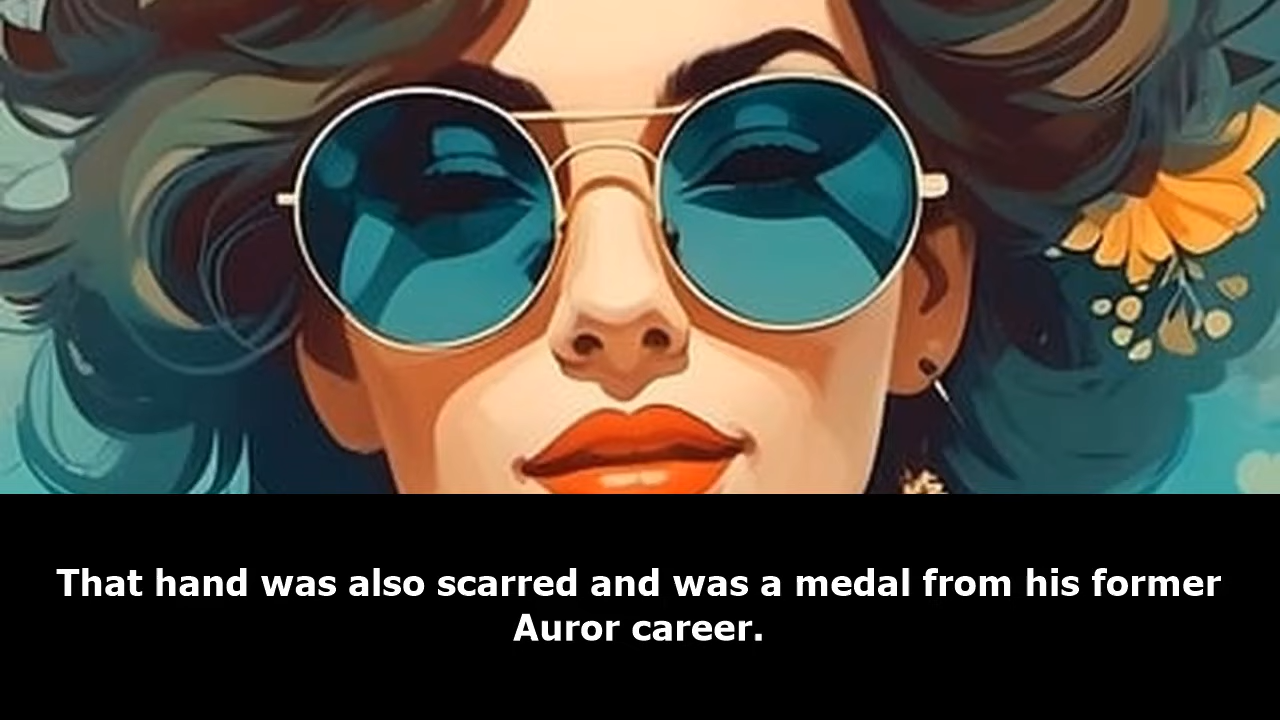 That hand was also scarred and was a medal from his former
Auror career.